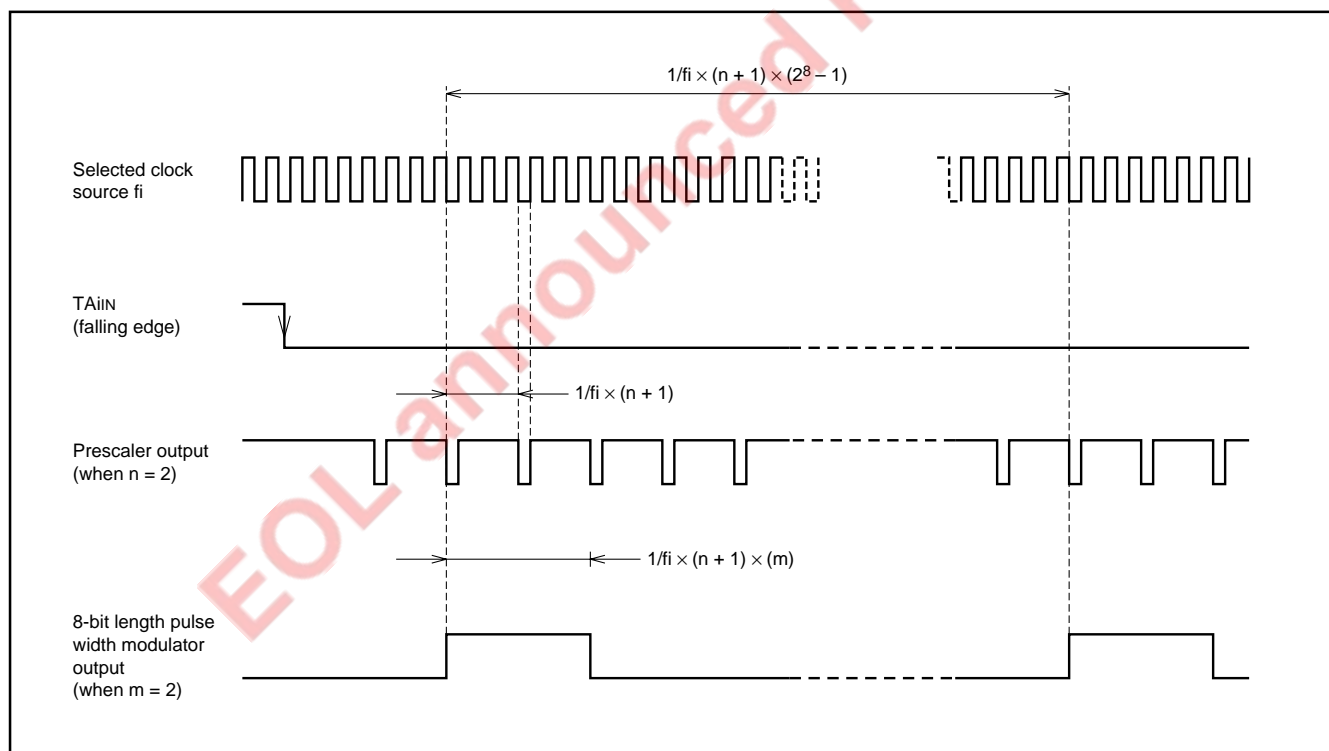 1/fi × (n + 1) × (2⁸ – 1)
Selected clock
source fi
TAiIN
(falling edge)
1/fi × (n + 1)
Prescaler output
(when n = 2)
1/fi × (n + 1) × (m)
8-bit length pulse
width modulator
output
(when m = 2)
EOL announced